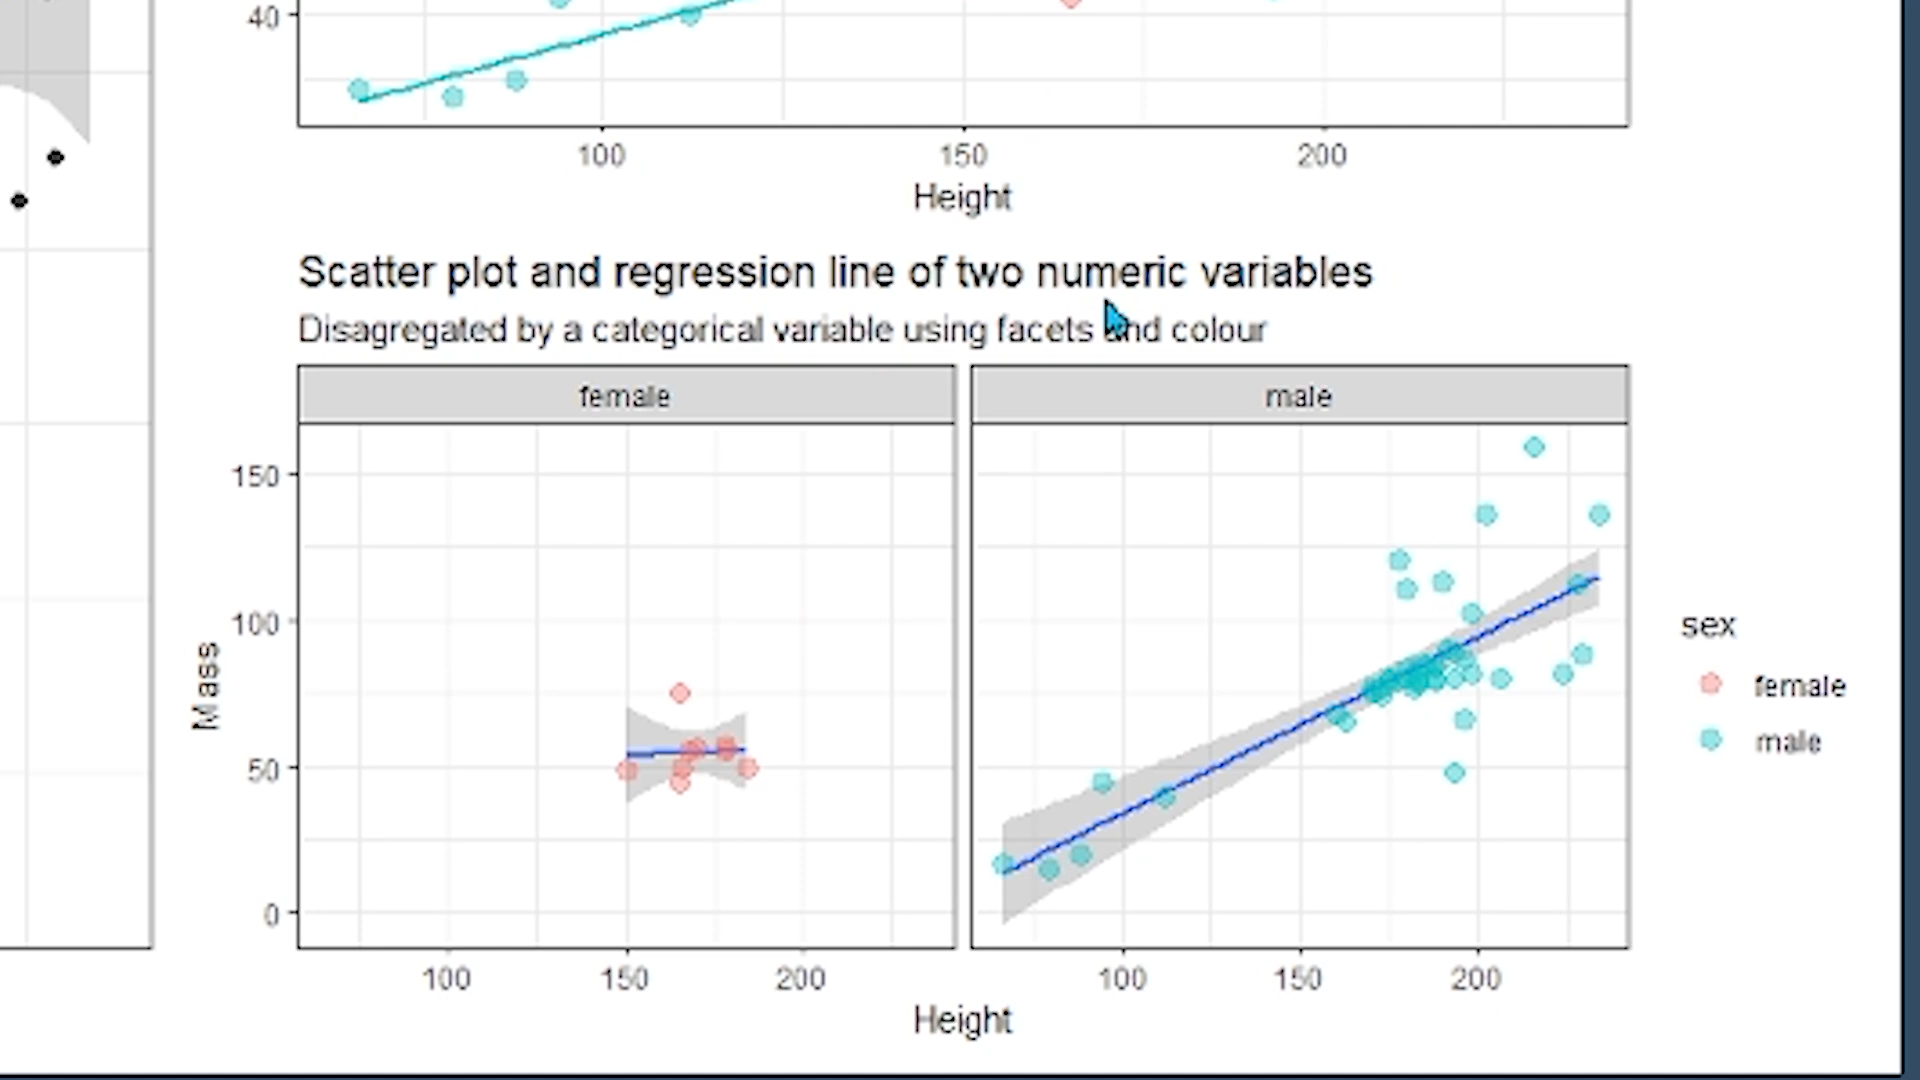 40
100 150 200
Height
Scatter plot and regression line of two numeric variables
Disagregated by a categorical variable using facets and colour
female male
150
100
50
0
Mass
100 150 200 100 150 200
Height
sex
female
male